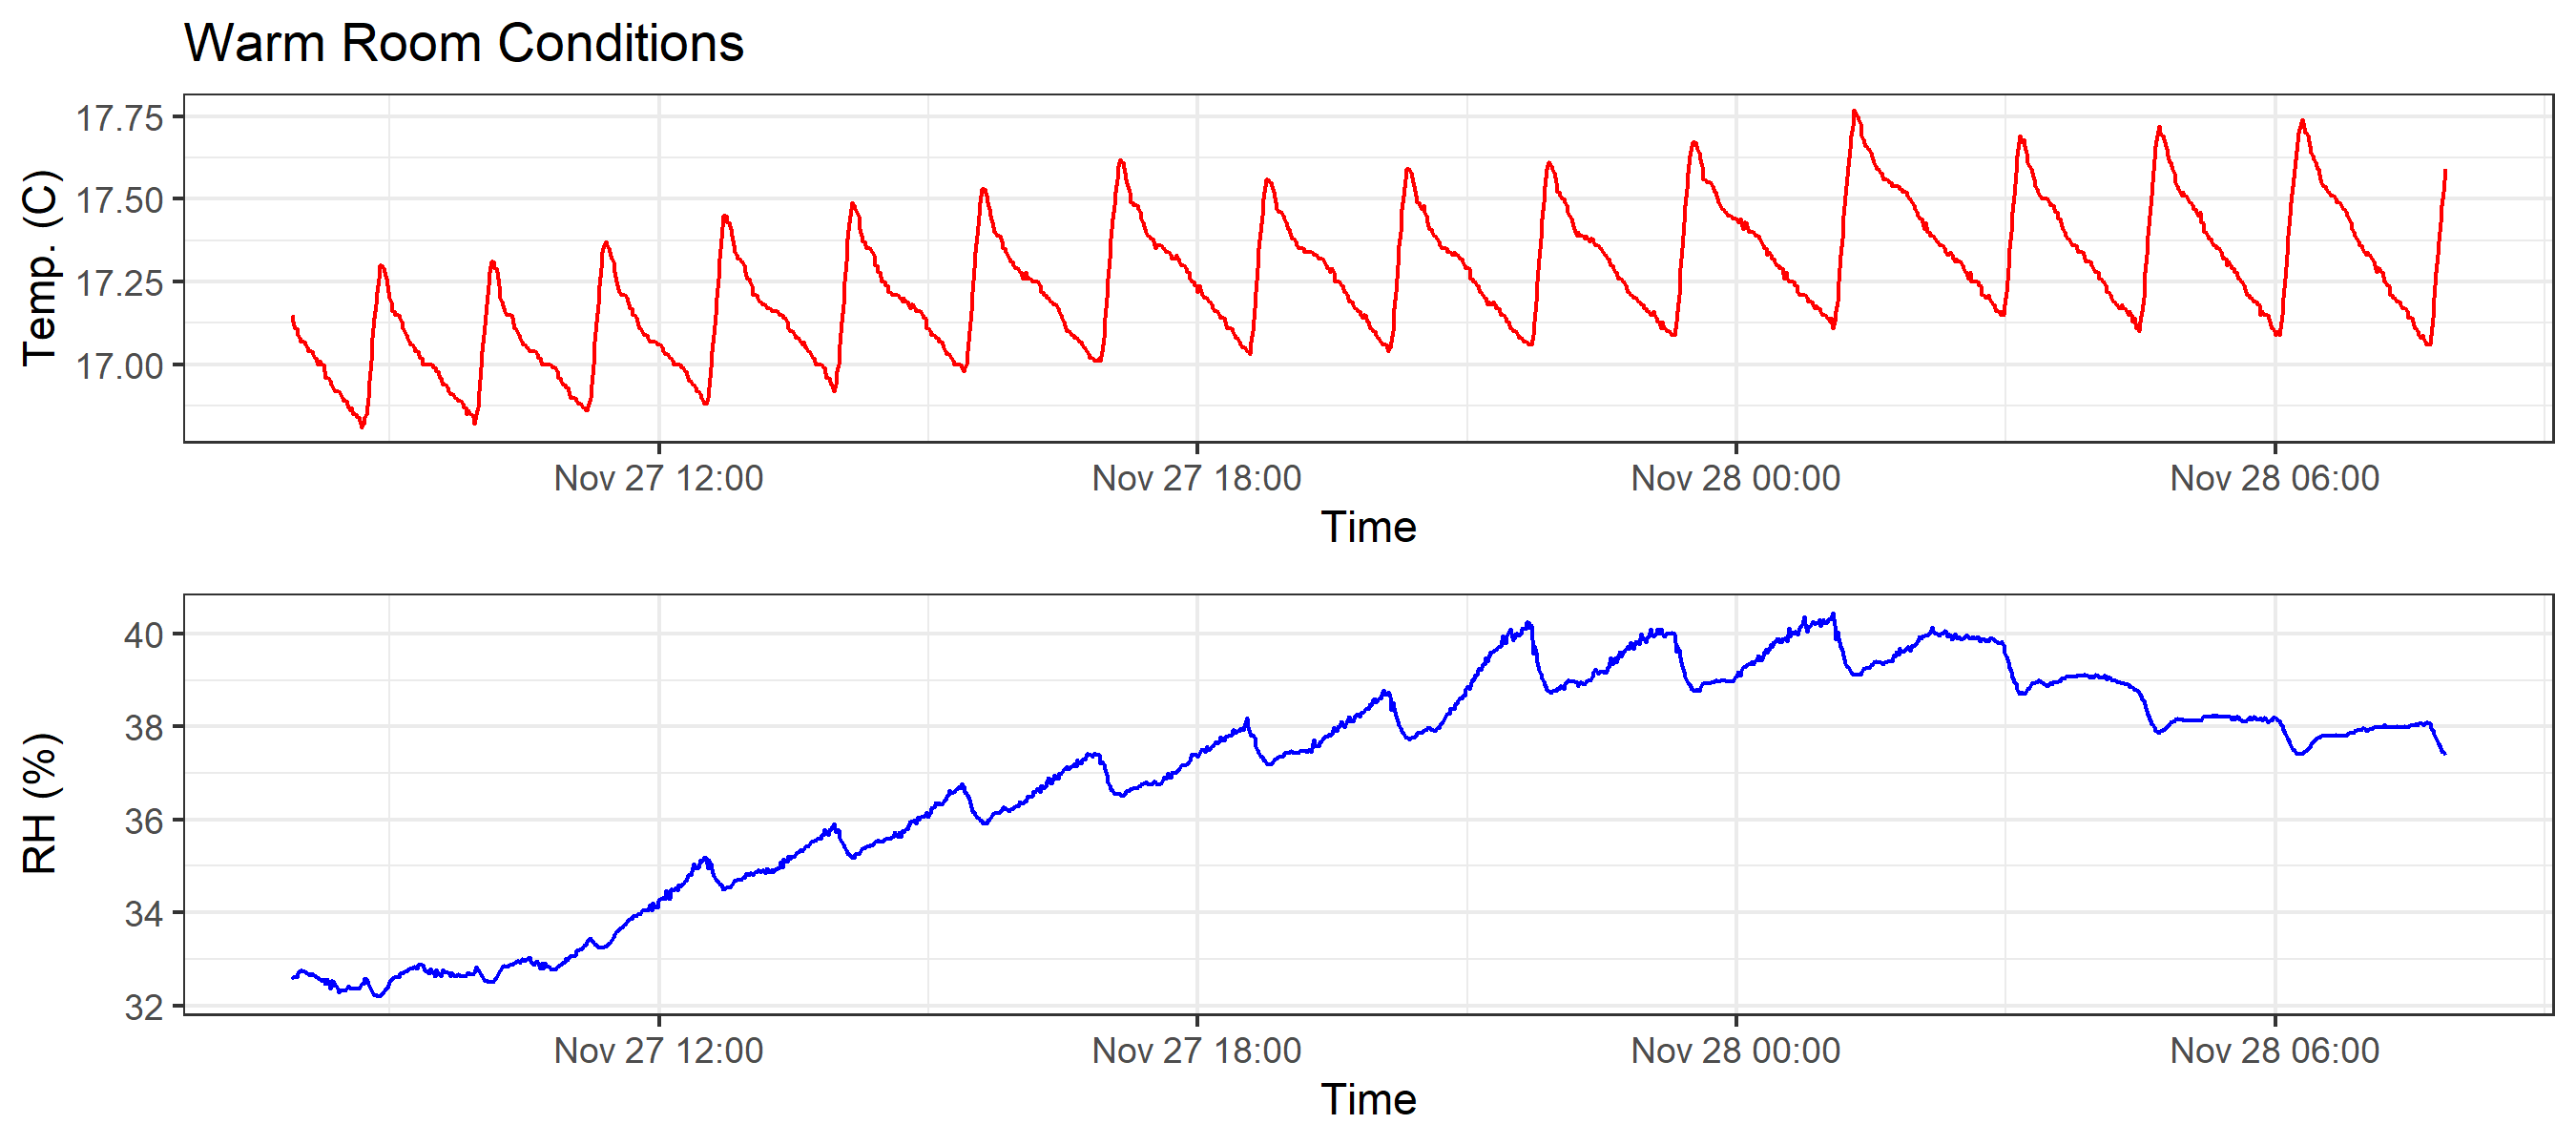 Warm Room Conditions
17.75
17.50
17.25
17.00
Temp. (C)
Nov 27 12:00 Nov 27 18:00 Nov 28 00:00 Nov 28 06:00
Time
40
38
36
34
32
RH (%)
Nov 27 12:00 Nov 27 18:00 Nov 28 00:00 Nov 28 06:00
Time